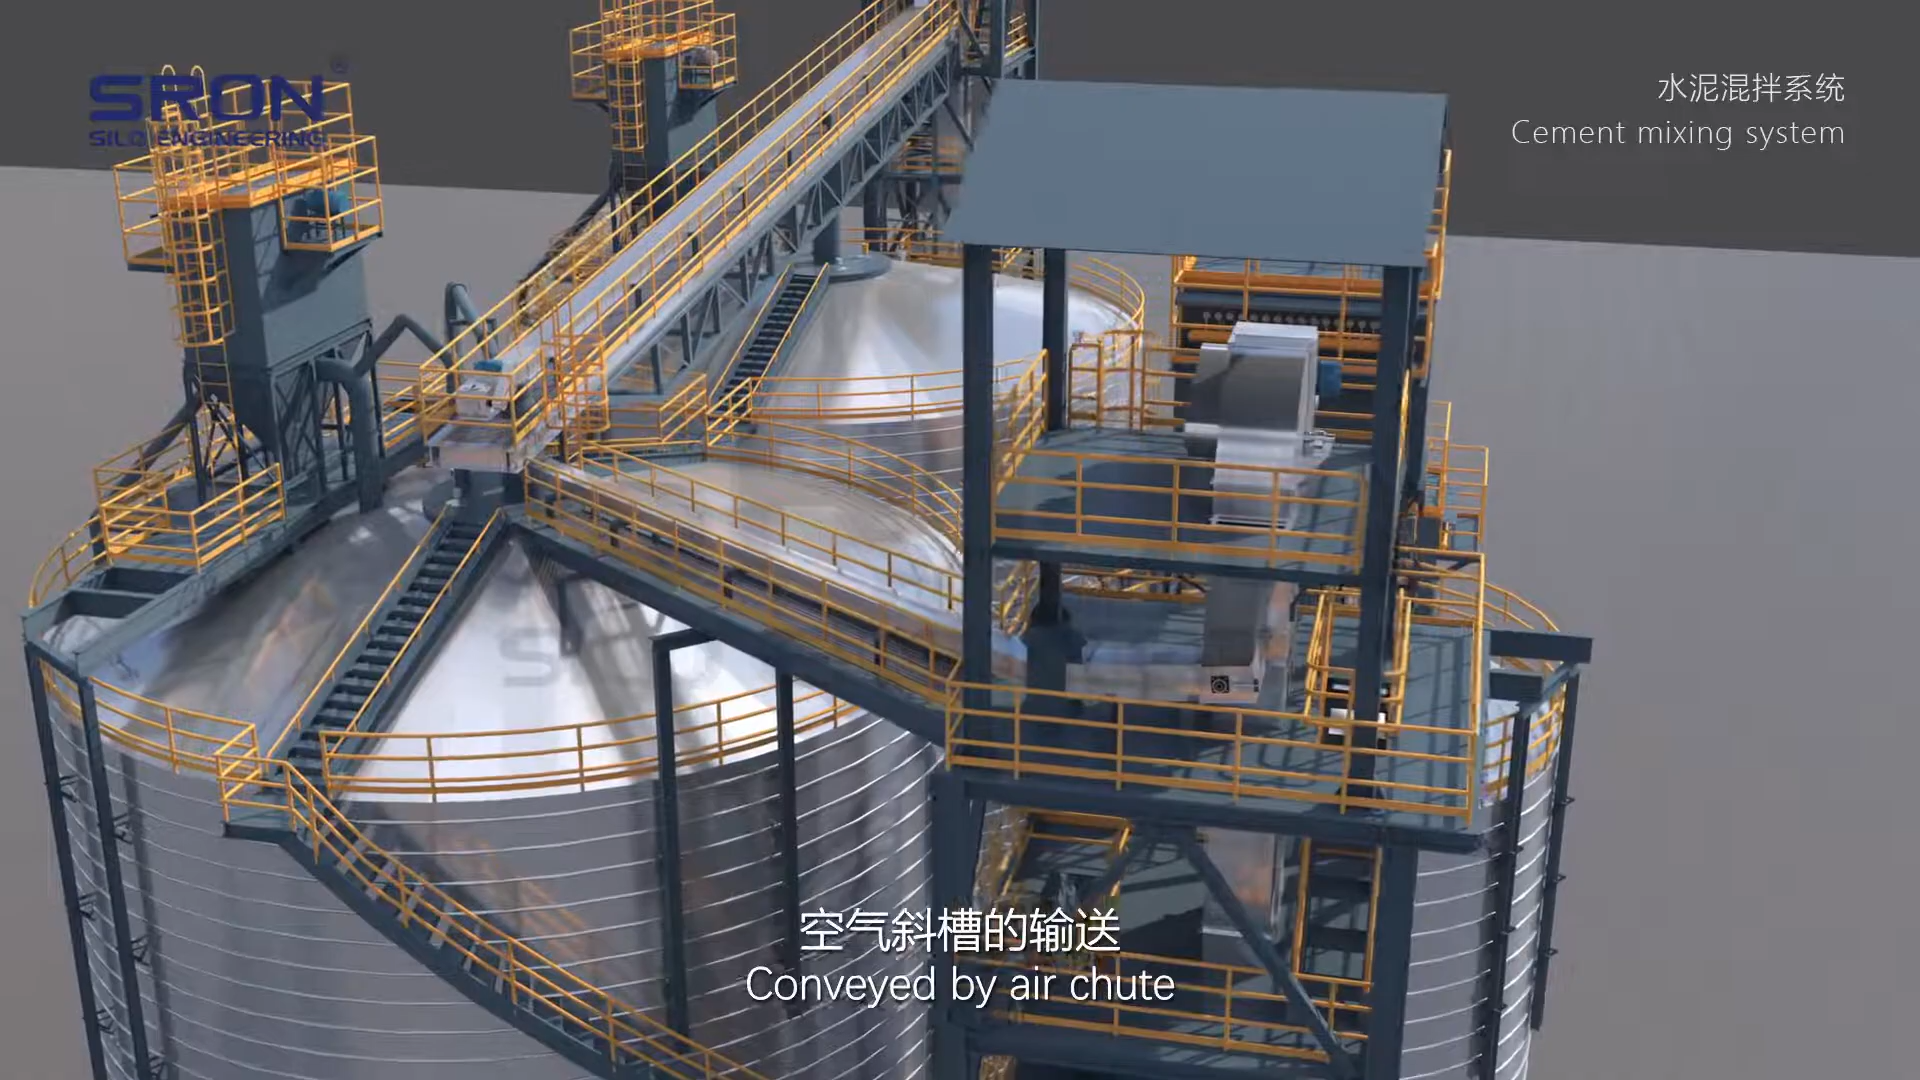 SRON®
SILO ENGINEERING
水泥混拌系统
Cement mixing system
空气斜槽的输送
Conveyed by air chute